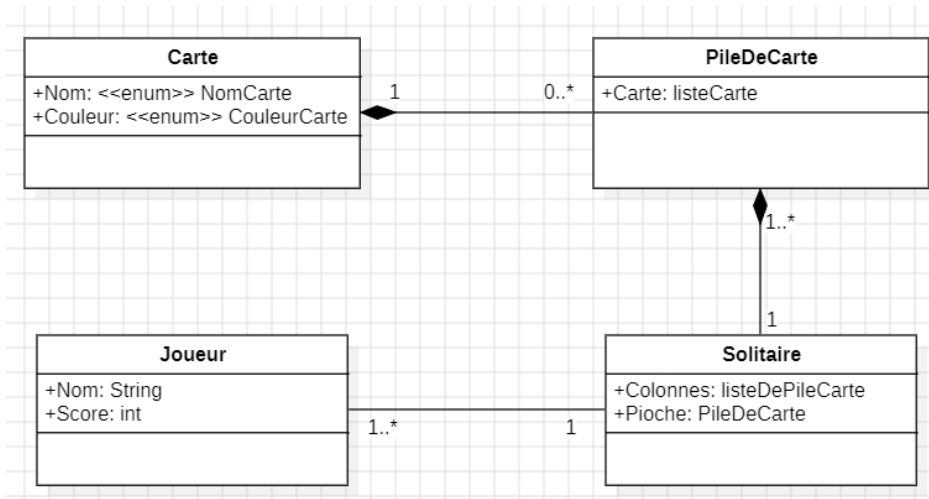 Carte
+Nom: <<enum>> NomCarte
+Couleur: <<enum>> CouleurCarte
1
0..*
PileDeCarte
+Carte: listeCarte
1..*
1
Joueur
+Nom: String
+Score: int
1..*
1
Solitaire
+Colonnes: listeDePileCarte
+Pioche: PileDeCarte